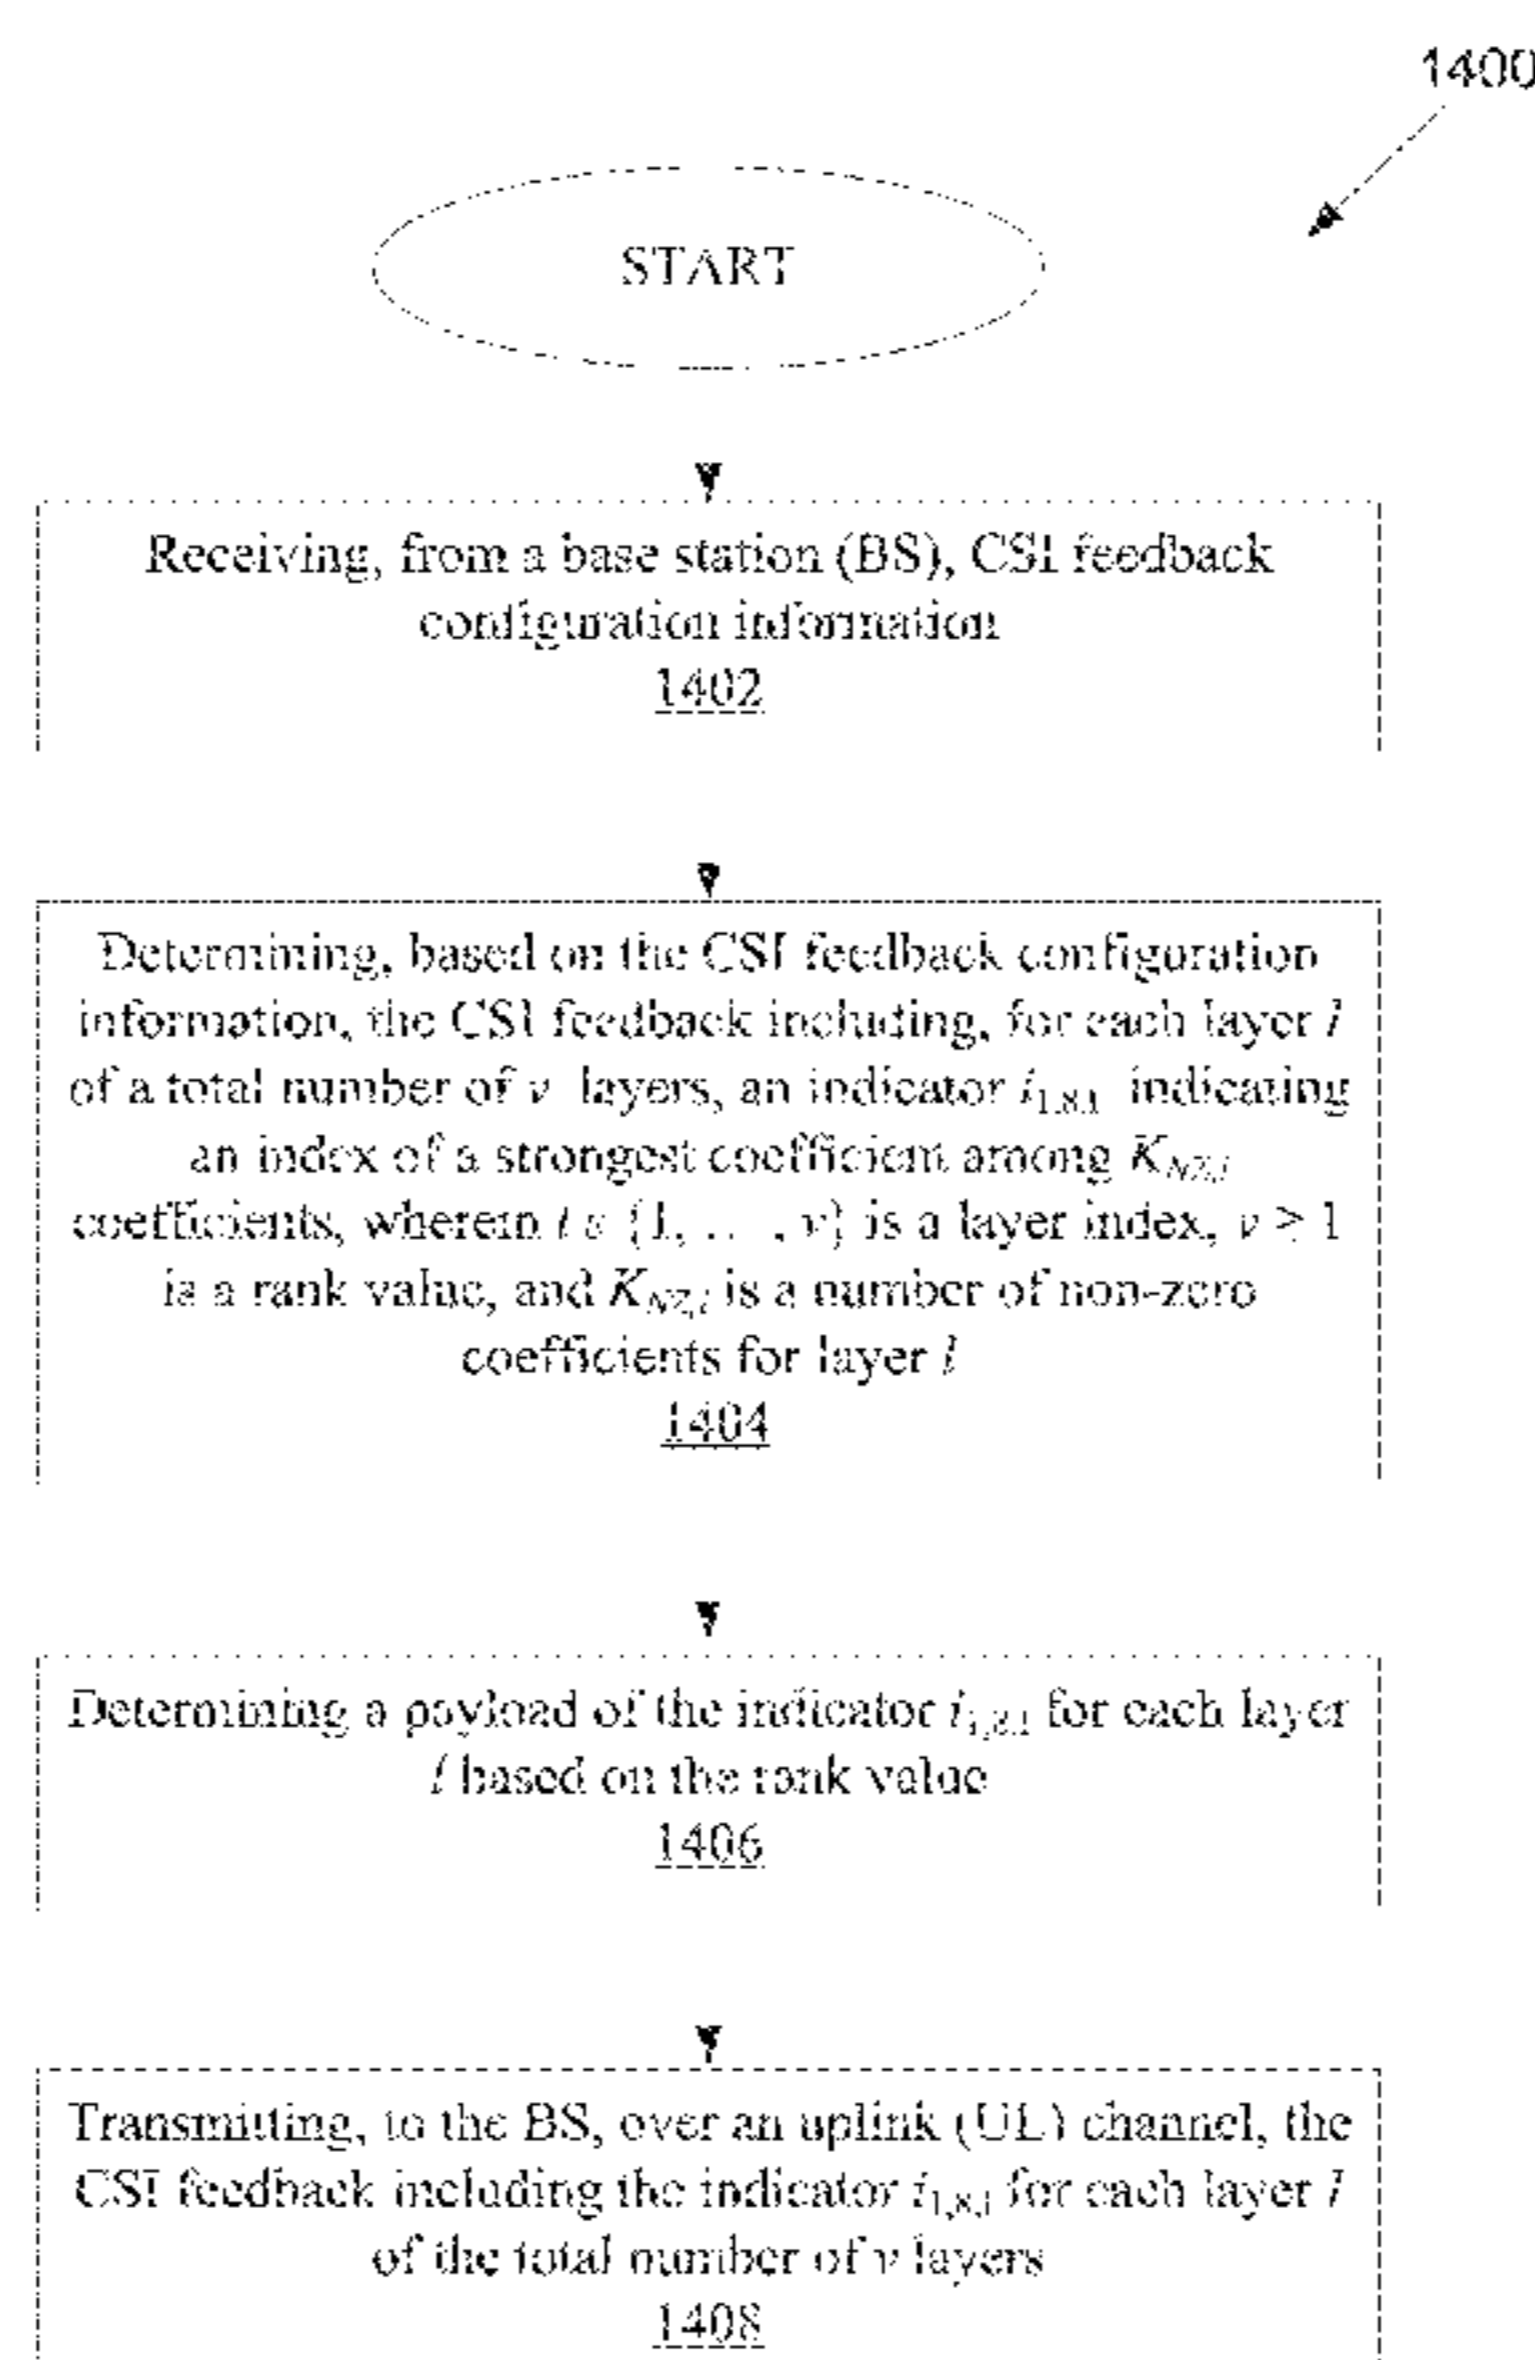 1400
START
Receiving, from a base station (BS), CSI feedback
configuration information
1402
Determining, based on the CSI feedback configuration
information, the CSI feedback including, for each layer l
of a total number of v layers, an indicator i1,8,l indicating
an index of a strongest coefficient among KNZ,l
coefficients, wherein l ε {1, … , v} is a layer index, v ≥ 1
is a rank value, and KNZ,l is a number of non-zero
coefficients for layer l
1404
Determining a payload of the indicator i1,8,l for each layer
l based on the rank value
1406
Transmitting, to the BS, over an uplink (UL) channel, the
CSI feedback including the indicator i1,8,l for each layer l
of the total number of v layers
1408